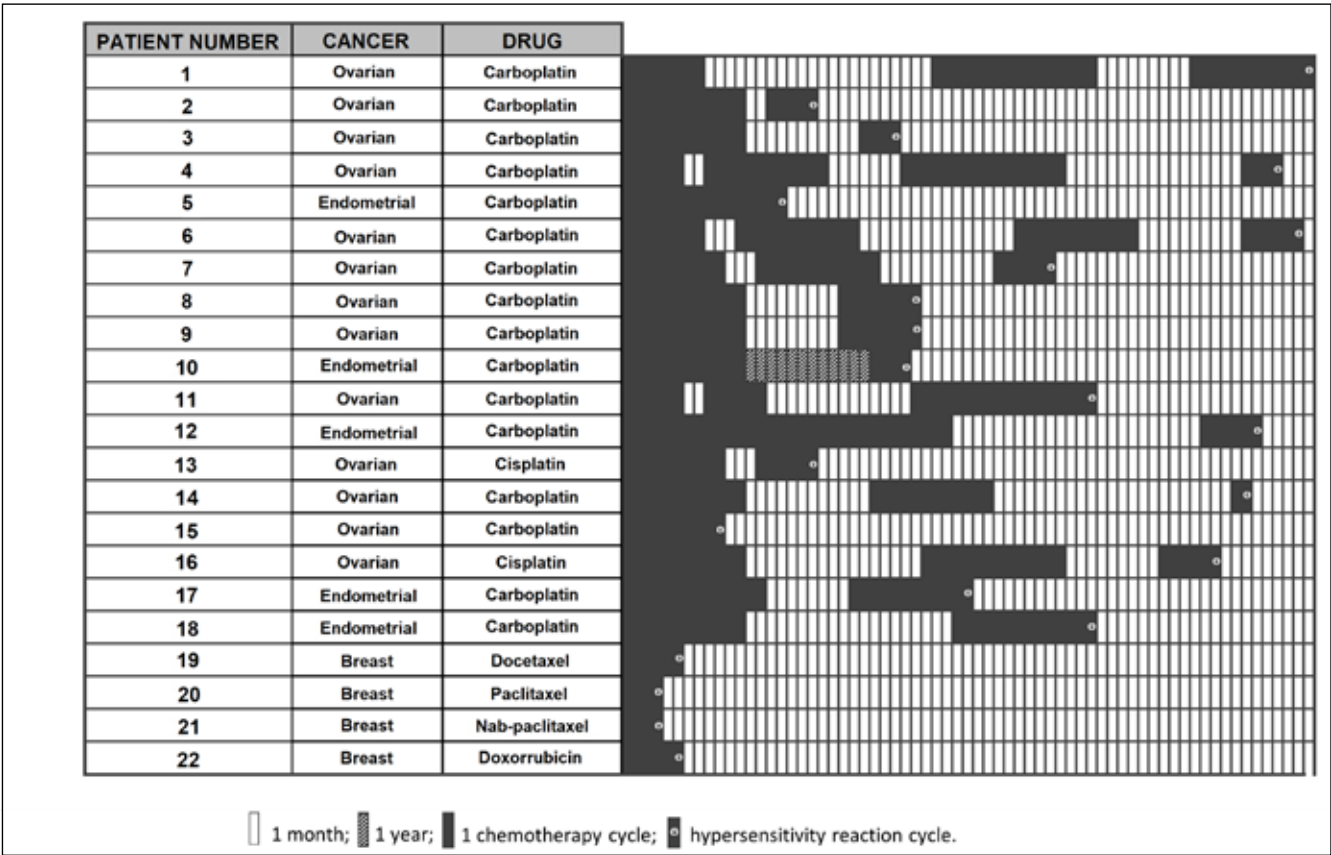 PATIENT NUMBER CANCER DRUG
1 Ovarian Carboplatin
2 Ovarian Carboplatin
3 Ovarian Carboplatin
4 Ovarian Carboplatin
5 Endometrial Carboplatin
6 Ovarian Carboplatin
7 Ovarian Carboplatin
8 Ovarian Carboplatin
9 Ovarian Carboplatin
10 Endometrial Carboplatin
11 Ovarian Carboplatin
12 Endometrial Carboplatin
13 Ovarian Cisplatin
14 Ovarian Carboplatin
15 Ovarian Carboplatin
16 Ovarian Cisplatin
17 Endometrial Carboplatin
18 Endometrial Carboplatin
19 Breast Docetaxel
20 Breast Paclitaxel
21 Breast Nab-paclitaxel
22 Breast Doxorrubicin
1 month; 1 year; 1 chemotherapy cycle; hypersensitivity reaction cycle.